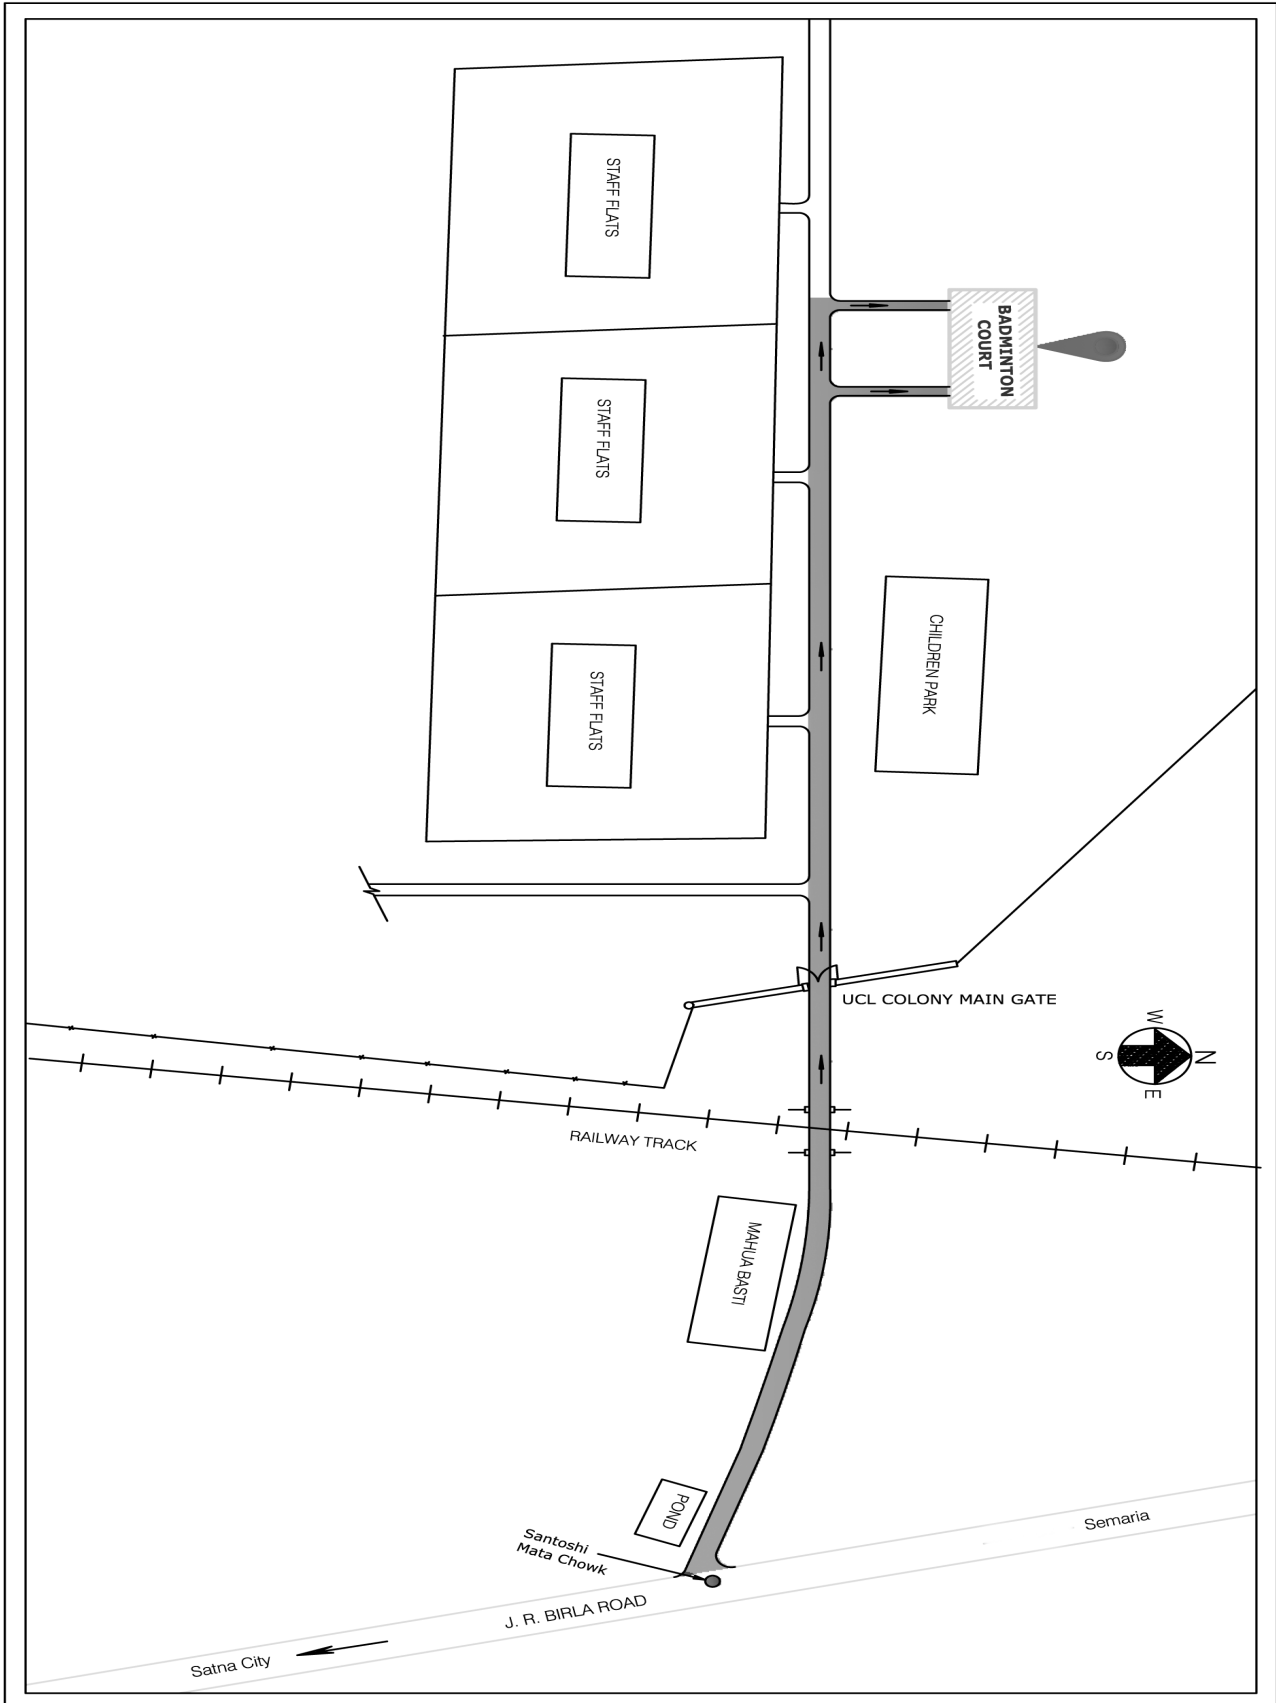 STAFF FLATS
BADMINTON
COURT
STAFF FLATS
CHILDREN PARK
STAFF FLATS
UCL COLONY MAIN GATE
W
N
S
E
RAILWAY TRACK
MAHUA BASTI
POND
Santoshi
Mata Chowk
Semaria
J. R. BIRLA ROAD
Satna City